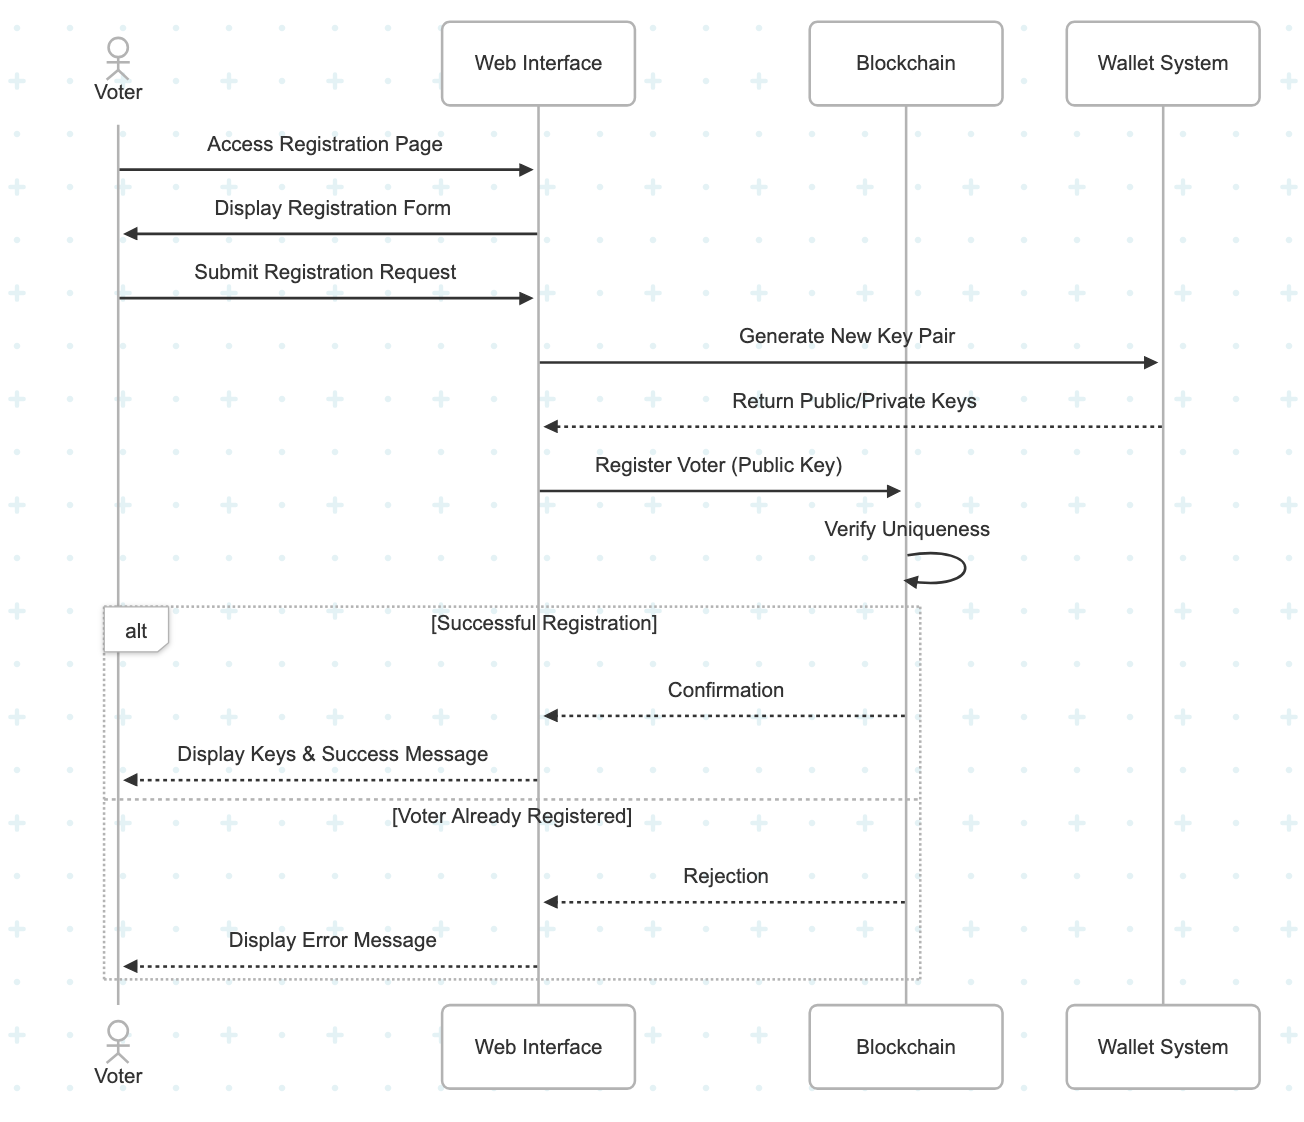 Voter
Web Interface
Blockchain
Wallet System
Access Registration Page
Display Registration Form
Submit Registration Request
Generate New Key Pair
Return Public/Private Keys
Register Voter (Public Key)
Verify Uniqueness
alt
[Successful Registration]
Confirmation
Display Keys & Success Message
[Voter Already Registered]
Rejection
Display Error Message
Voter
Web Interface
Blockchain
Wallet System